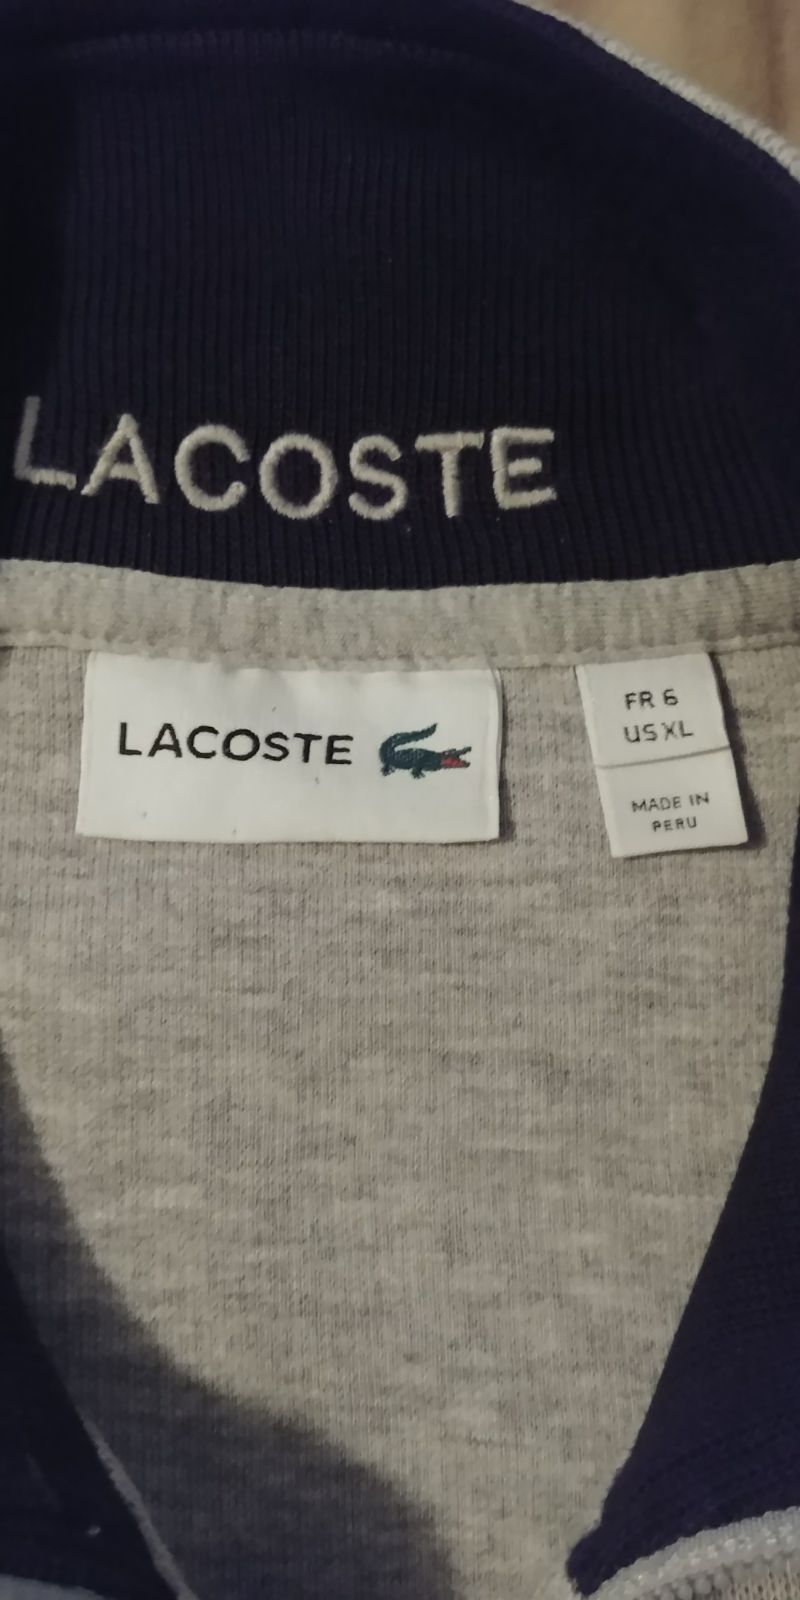 LACOSTE
LACOSTE
FR 6
US XL
MADE IN
PERU